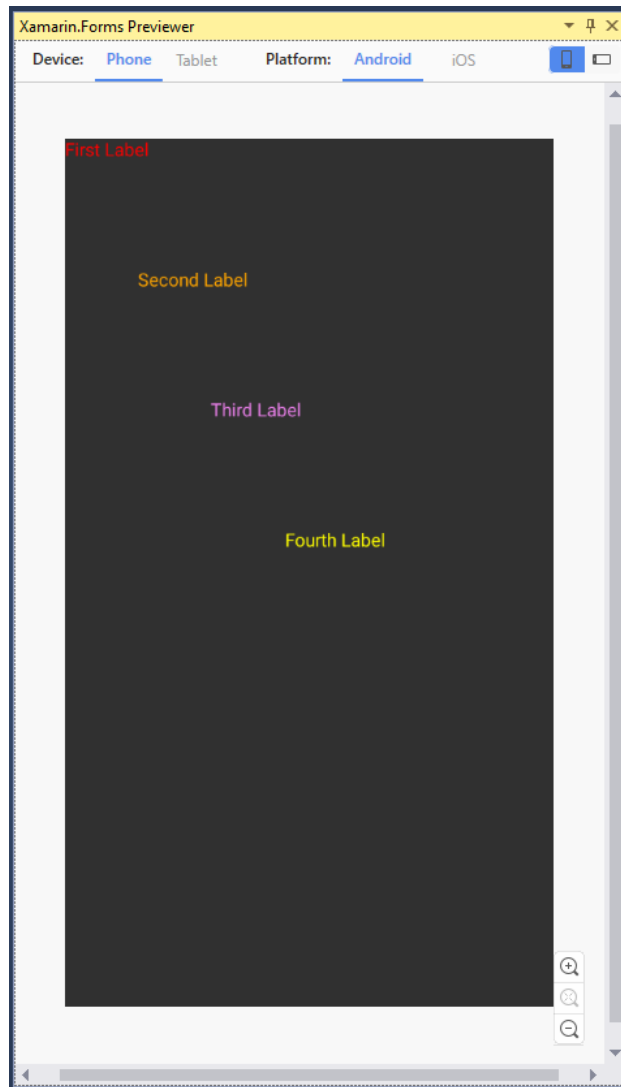 Xamarin.Forms Previewer
Device: Phone Tablet Platform: Android iOS
First Label
Second Label
Third Label
Fourth Label